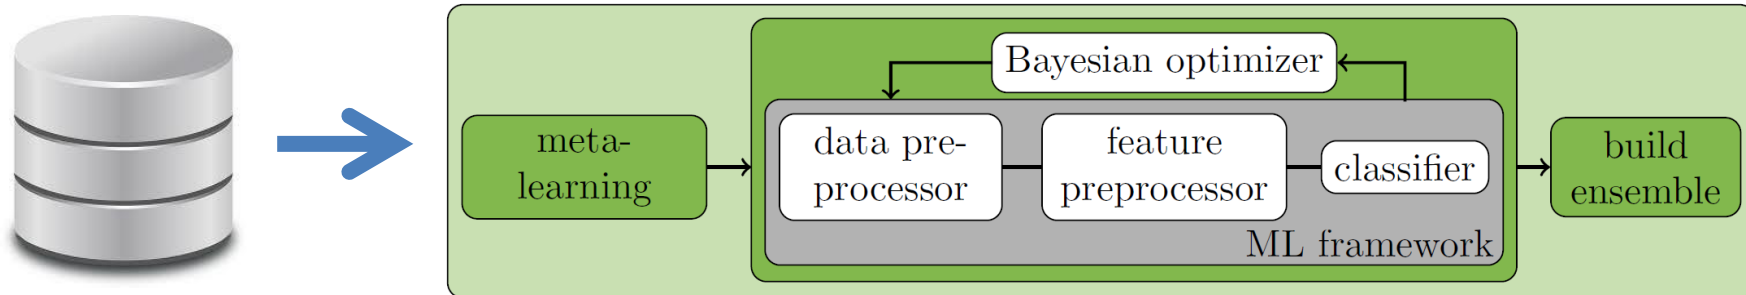 Bayesian optimizer
meta-
learning
data pre-
processor
feature
preprocessor
classifier
build
ensemble
ML framework